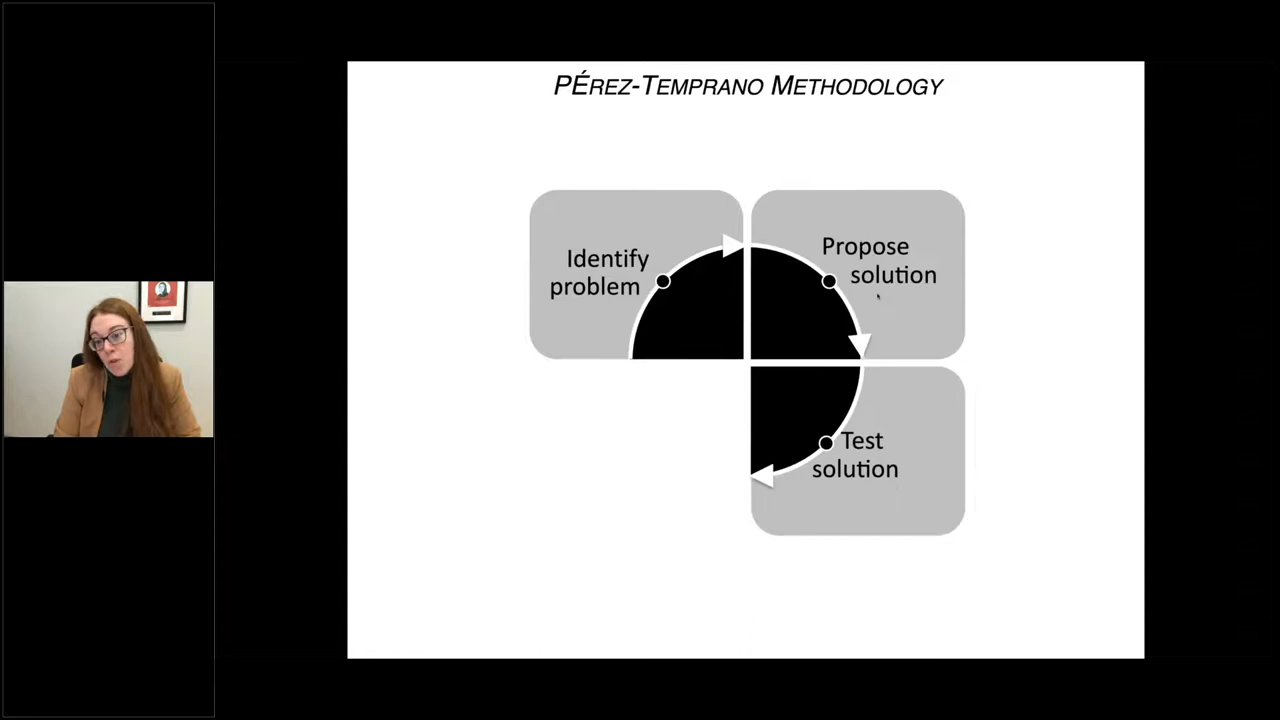 PÉREZ-TEMPRANO METHODOLOGY
Identify
problem
Propose
solution
Test
solution